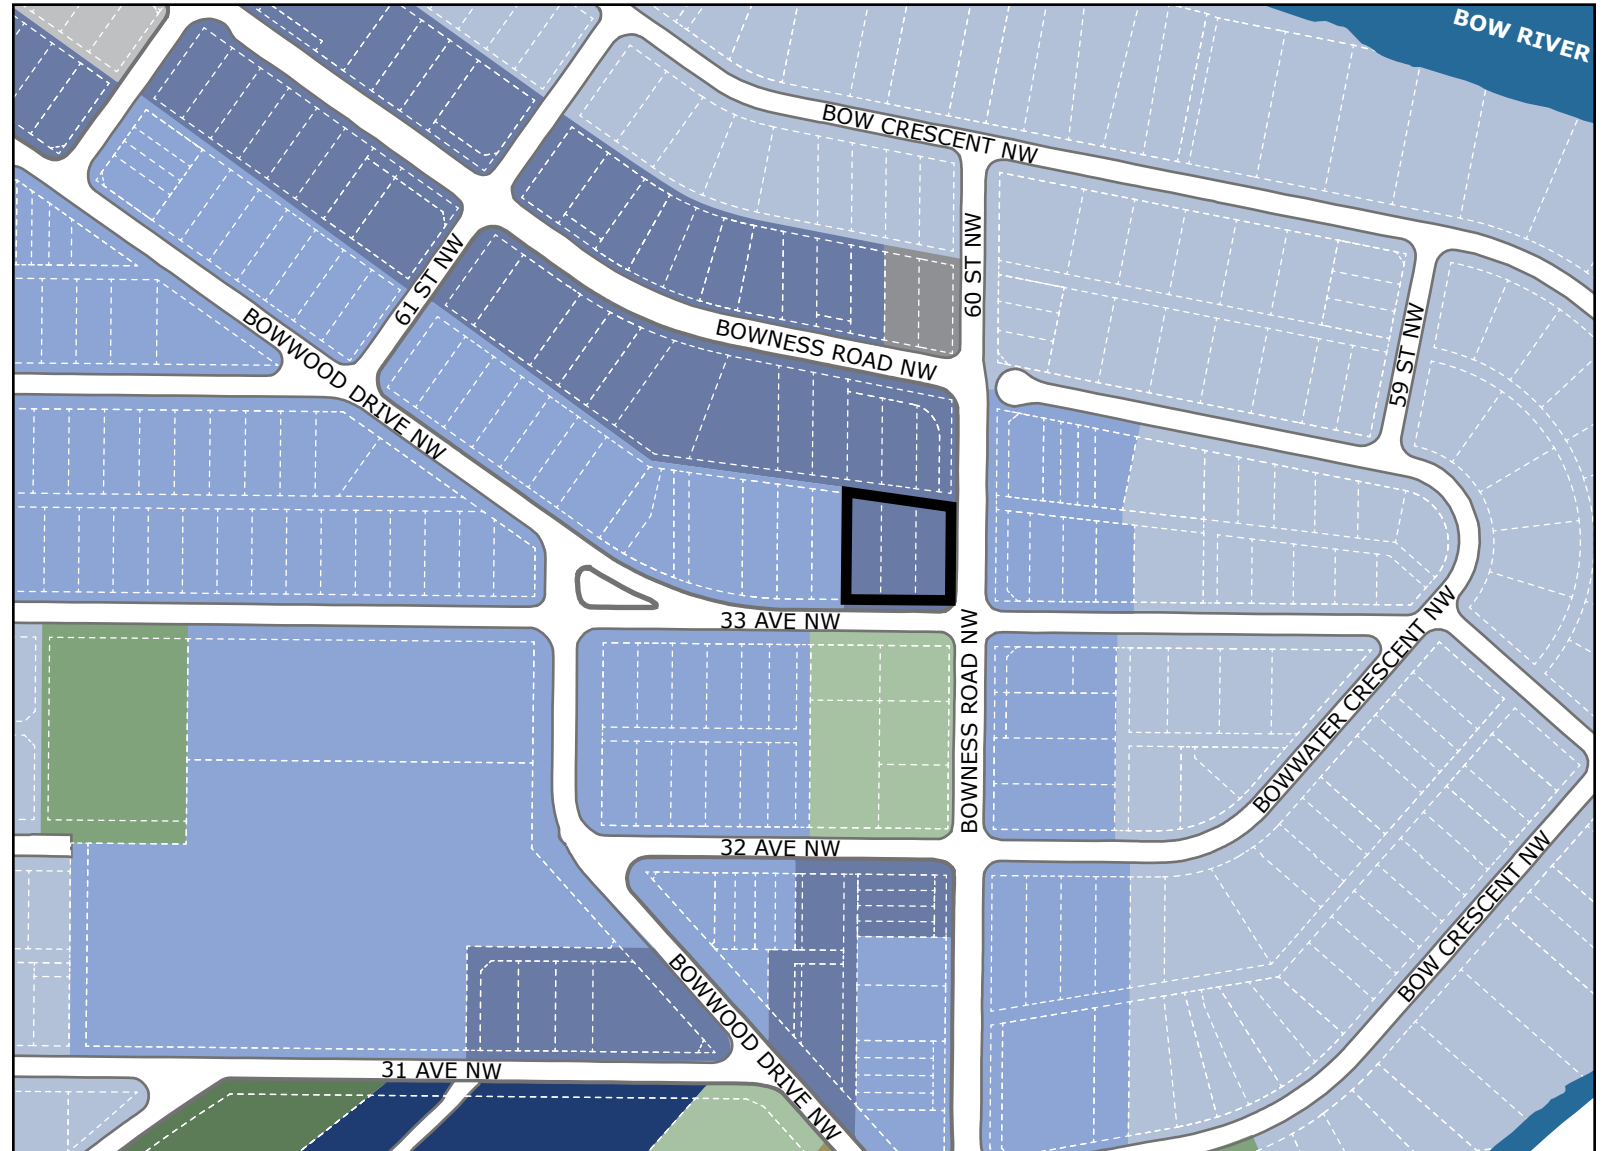 BOW RIVER
BOW CRESCENT NW
60 ST NW
61 ST NW
BOWWOOD DRIVE NW
BOWNESS ROAD NW
59 ST NW
33 AVE NW
BOWNESS ROAD NW
BOWWATER CRESCENT NW
32 AVE NW
BOW CRESCENT NW
BOWWOOD DRIVE NW
31 AVE NW